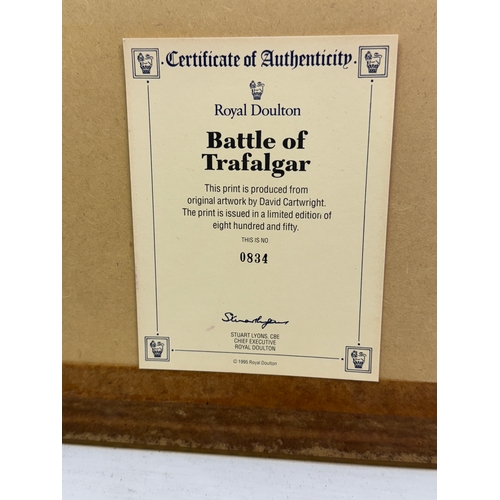 Certificate of Authenticity
Royal Doulton
Battle of
Trafalgar
This print is produced from
original artwork by David Cartwright.
The print is issued in a limited edition of
eight hundred and fifty.
THIS IS NO
0834
STUART LYONS. CBE
CHIEF EXECUTIVE
ROYAL DOULTON
© 1995 Royal Doulton